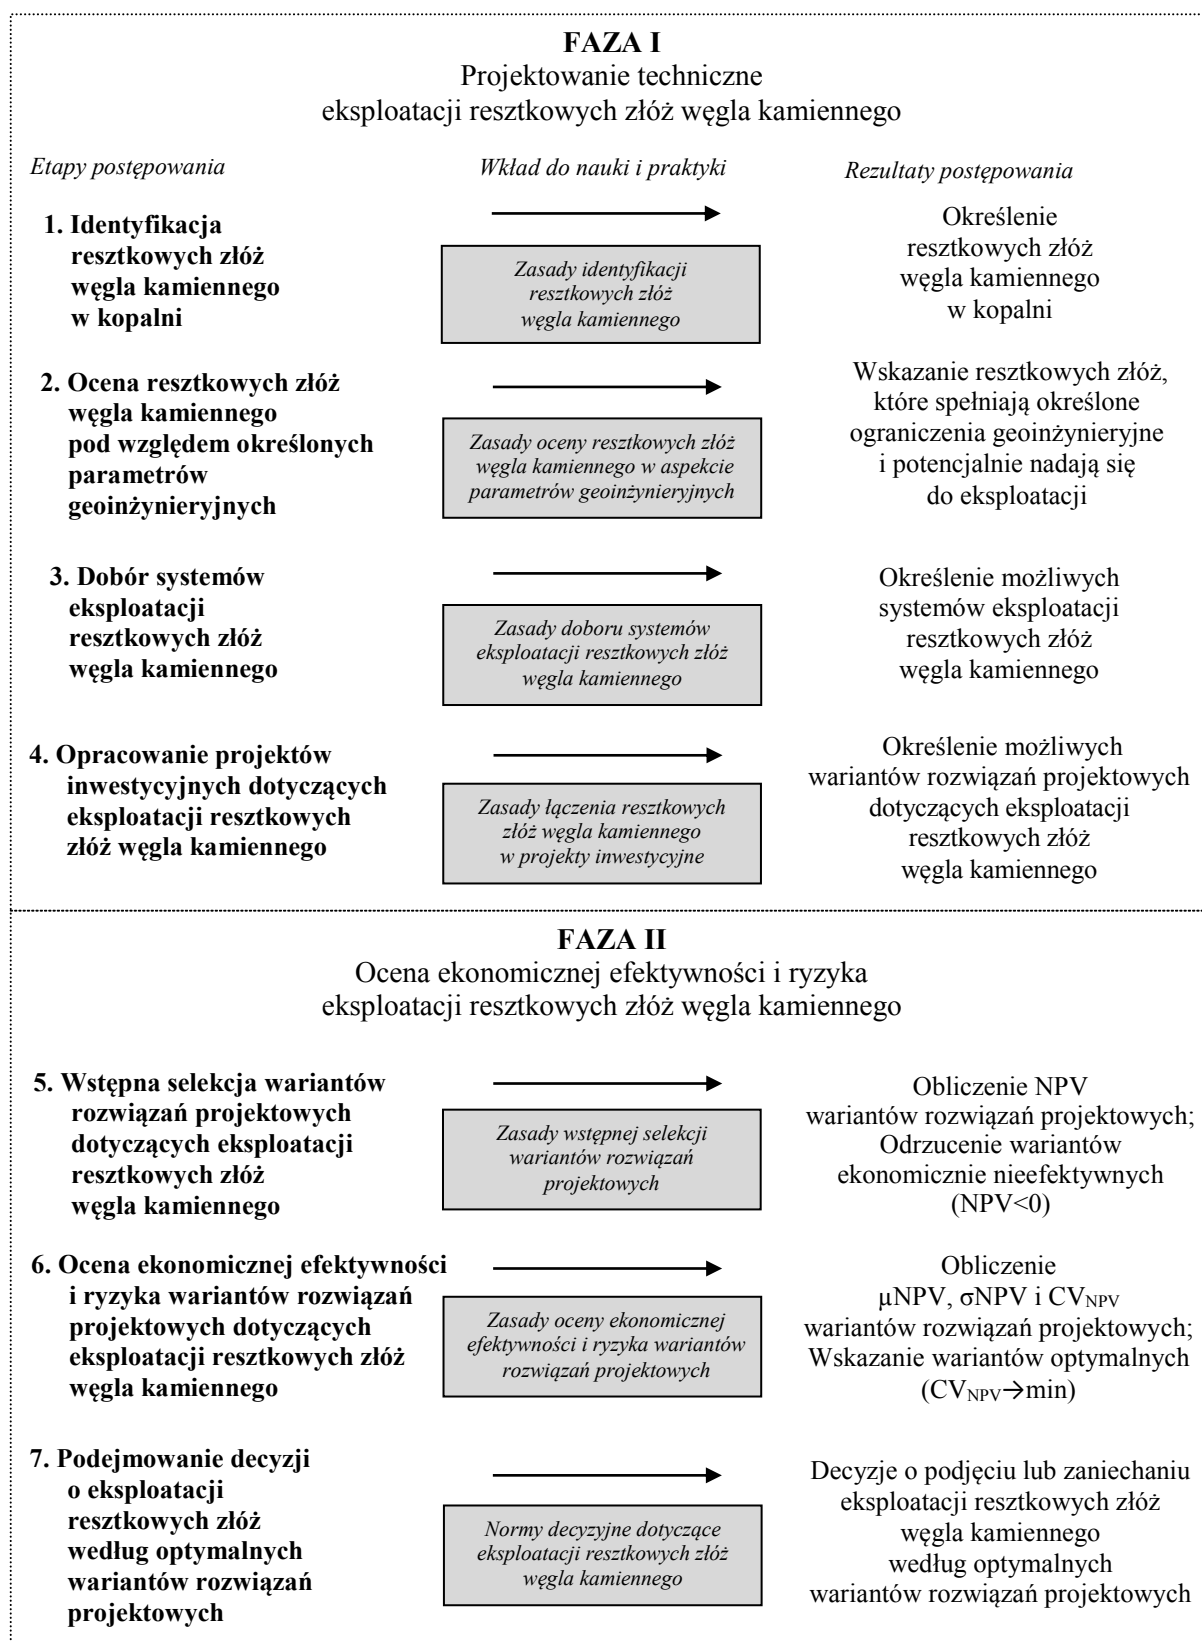 FAZA I
Projektowanie techniczne
eksploatacji resztkowych złóż węgla kamiennego
Etapy postępowania
Wkład do nauki i praktyki
Rezultaty postępowania
1. Identyfikacja
resztkowych złóż
węgla kamiennego
w kopalni
Zasady identyfikacji
resztkowych złóż
węgla kamiennego
Określenie
resztkowych złóż
węgla kamiennego
w kopalni
2. Ocena resztkowych złóż
węgla kamiennego
pod względem określonych
parametrów
geoinżynieryjnych
Zasady oceny resztkowych złóż
węgla kamiennego w aspekcie
parametrów geoinżynieryjnych
Wskazanie resztkowych złóż,
które spełniają określone
ograniczenia geoinżynieryjne
i potencjalnie nadają się
do eksploatacji
3. Dobór systemów
eksploatacji
resztkowych złóż
węgla kamiennego
Zasady doboru systemów
eksploatacji resztkowych złóż
węgla kamiennego
Określenie możliwych
systemów eksploatacji
resztkowych złóż
węgla kamiennego
4. Opracowanie projektów
inwestycyjnych dotyczących
eksploatacji resztkowych
złóż węgla kamiennego
Zasady łączenia resztkowych
złóż węgla kamiennego
w projekty inwestycyjne
Określenie możliwych
wariantów rozwiązań projektowych
dotyczących eksploatacji
resztkowych złóż
węgla kamiennego
FAZA II
Ocena ekonomicznej efektywności i ryzyka
eksploatacji resztkowych złóż węgla kamiennego
5. Wstępna selekcja wariantów
rozwiązań projektowych
dotyczących eksploatacji
resztkowych złóż
węgla kamiennego
Zasady wstępnej selekcji
wariantów rozwiązań
projektowych
Obliczenie NPV
wariantów rozwiązań projektowych;
Odrzucenie wariantów
ekonomicznie nieefektywnych
(NPV<0)
6. Ocena ekonomicznej efektywności
i ryzyka wariantów rozwiązań
projektowych dotyczących
eksploatacji resztkowych złóż
węgla kamiennego
Zasady oceny ekonomicznej
efektywności i ryzyka wariantów
rozwiązań projektowych
Obliczenie
µNPV, σNPV i CVNPV
wariantów rozwiązań projektowych;
Wskazanie wariantów optymalnych
(CVNPV→min)
7. Podejmowanie decyzji
o eksploatacji
resztkowych złóż
według optymalnych
wariantów rozwiązań
projektowych
Normy decyzyjne dotyczące
eksploatacji resztkowych złóż
węgla kamiennego
Decyzje o podjęciu lub zaniechaniu
eksploatacji resztkowych złóż
węgla kamiennego
według optymalnych
wariantów rozwiązań projektowych